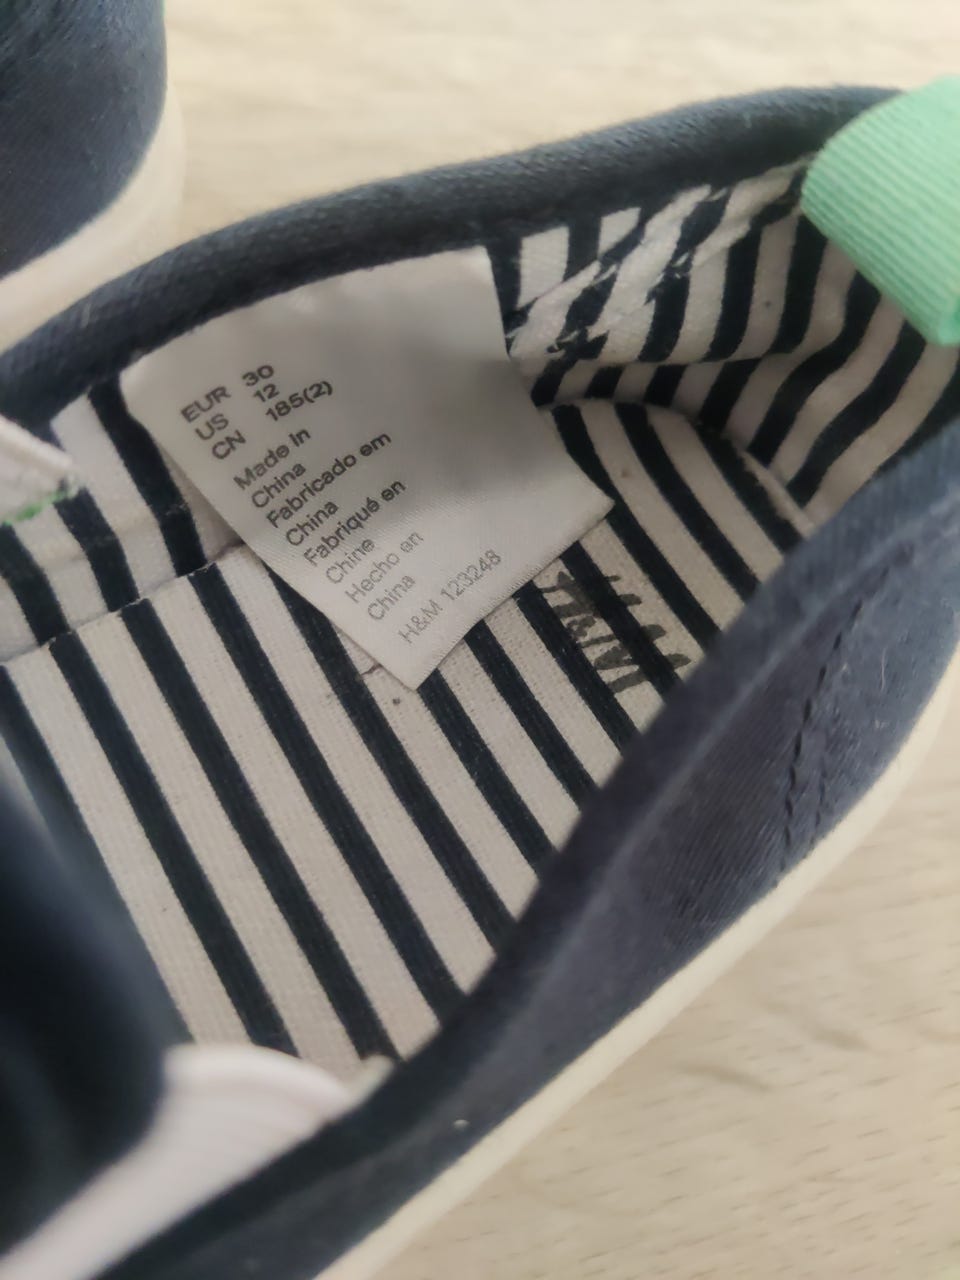 EUR 30
US 12
CN 185(2)
Made in
China
Fabricado em
China
Fabriqué en
Chine
Hecho en
China
H&M 123248
H&M